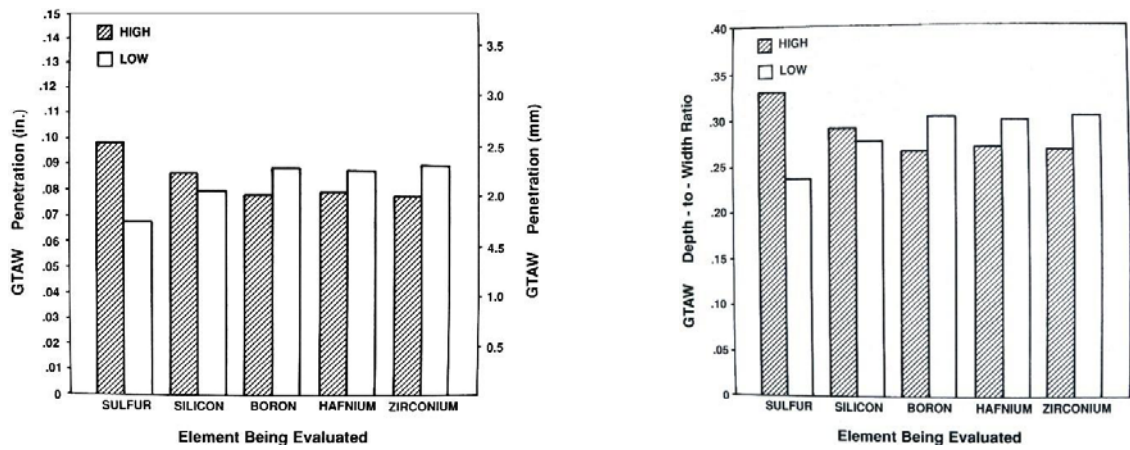 HIGH
LOW
GTAW Penetration (in.)
.15
.14
.13
.12
.11
.10
.09
.08
.07
.06
.05
.04
.03
.02
.01
0
3.5
3.0
2.5
2.0
4.5
1.0
0.5
GTAW Penetration (mm)
SULFUR SILICON BORON HAFNIUM ZIRCONIUM
Element Being Evaluated
HIGH
LOW
GTAW Depth - to - Width Ratio
.40
.35
.30
.25
.20
.15
.10
.05
0
SULFUR SILICON BORON HAFNIUM ZIRCONIUM
Element Being Evaluated